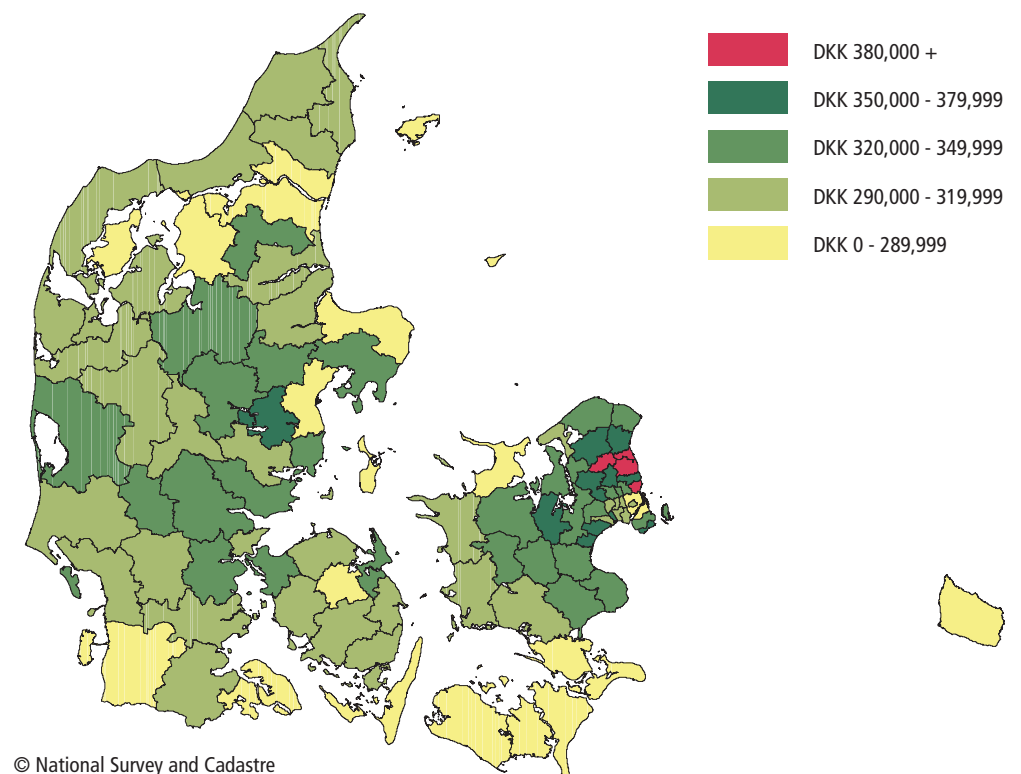 DKK 380,000 +
DKK 350,000 - 379,999
DKK 320,000 - 349,999
DKK 290,000 - 319,999
DKK 0 - 289,999
© National Survey and Cadastre